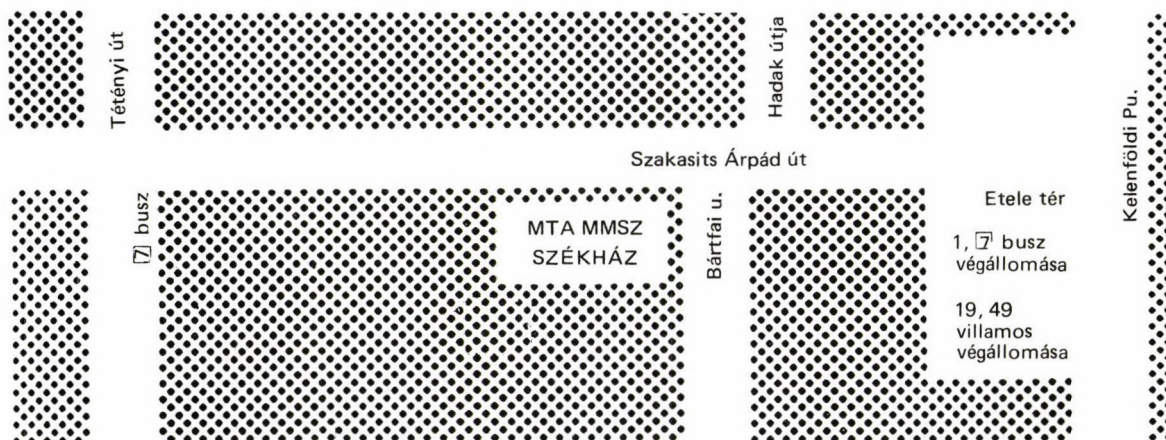 Tétényi út
Hadak útja
Szakasits Árpád út
Kelenföldi Pu.
7 busz
MTA MMSZ
SZÉKHÁZ
Bártfai u.
Etele tér
1, 7 busz
végállomása
19, 49
villamos
végállomása